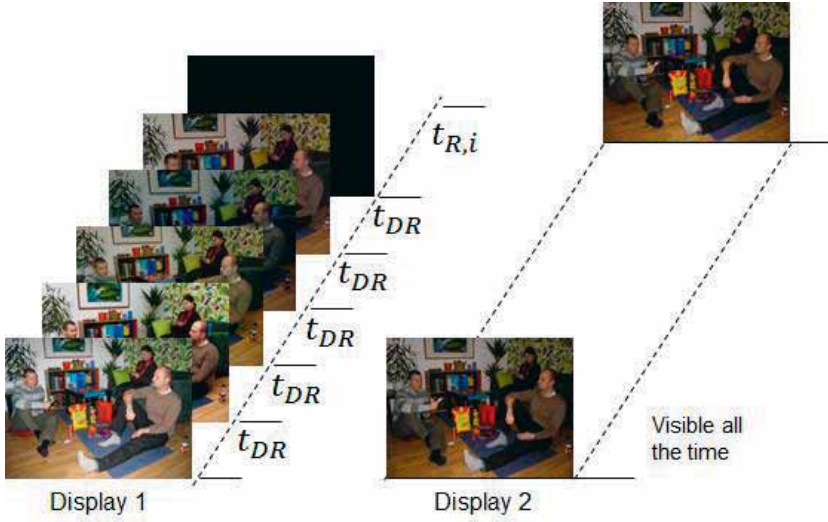 t_{R,i}
t_{DR}
t_{DR}
t_{DR}
t_{DR}
t_{DR}
Visible all
the time
Display 1
Display 2